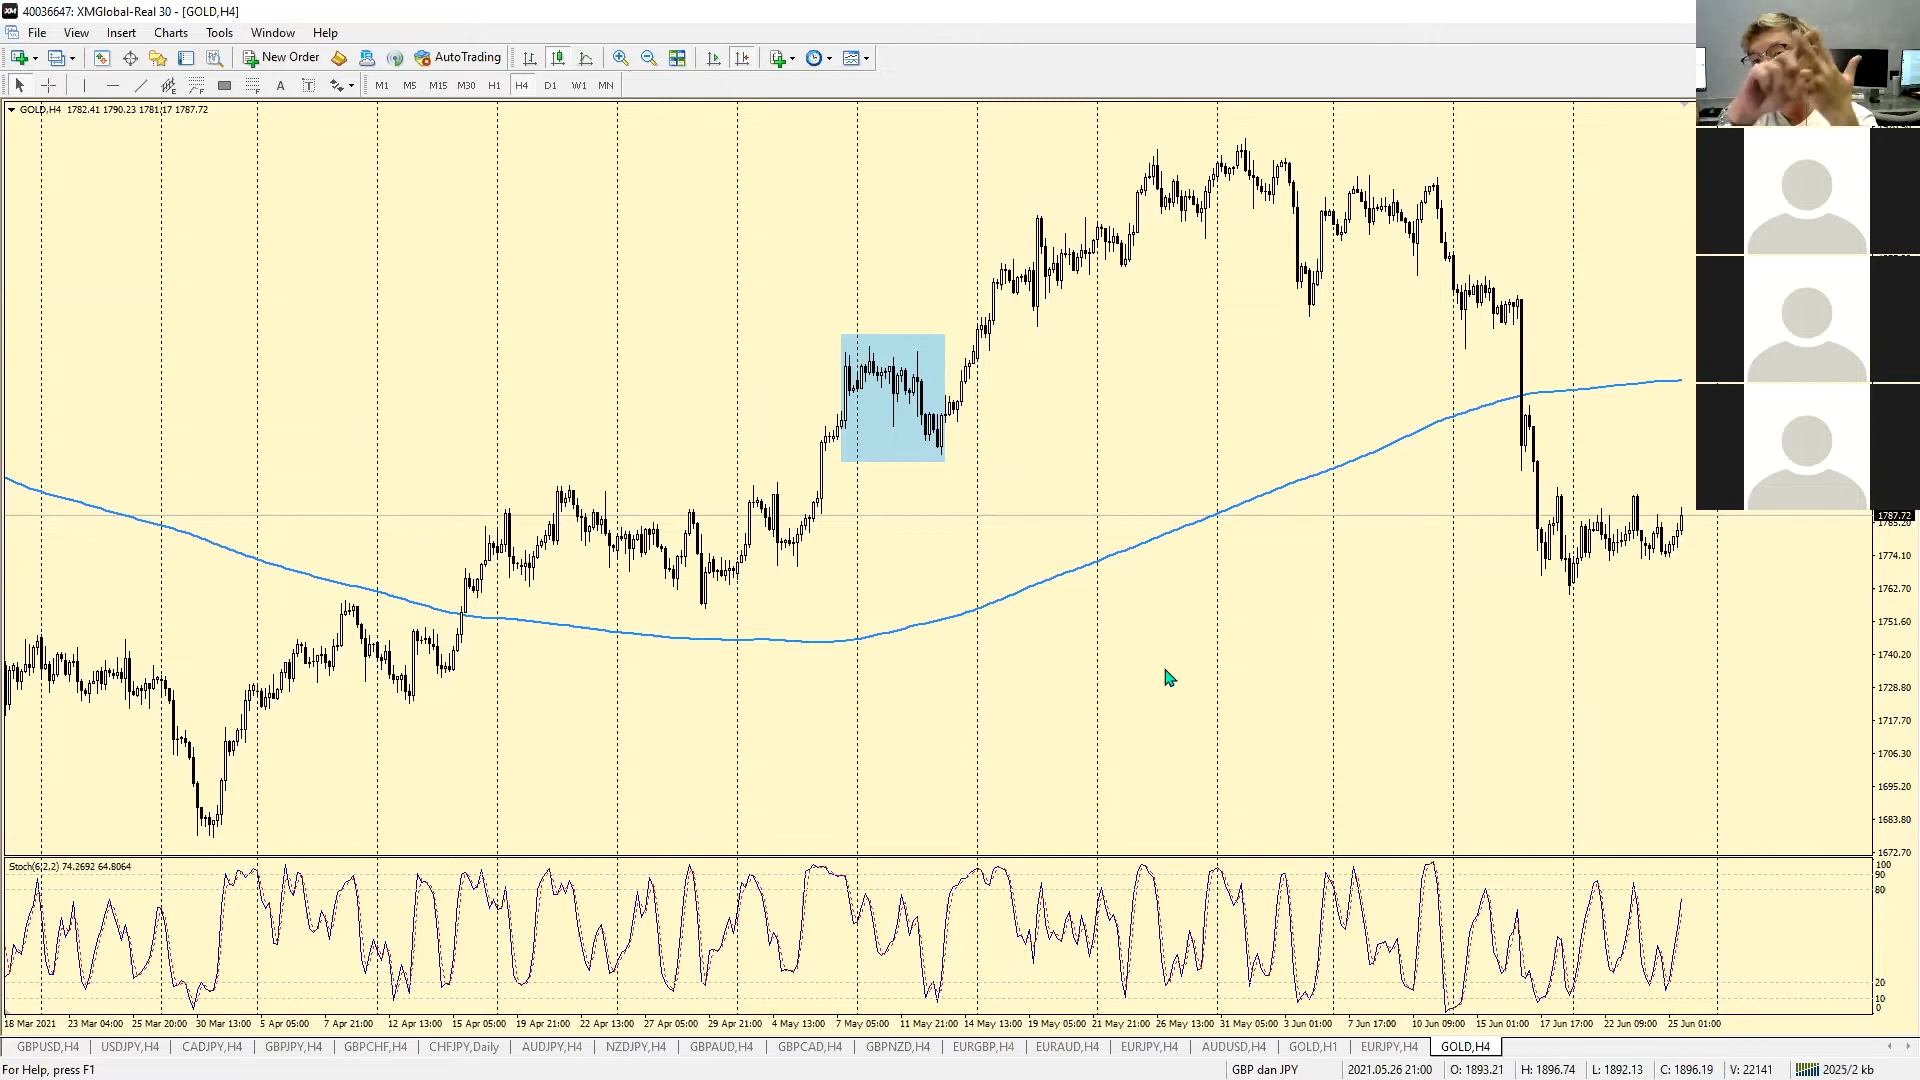 40036647: XMGlobal-Real 30 - [GOLD,H4]
File View Insert Charts Tools Window Help
New Order AutoTrading
A T M1 M5 M15 M30 H1 H4 D1 W1 MN
GOLD,H4 1782.41 1790.23 1781.17 1787.72
1787.72
1785.20
1774.10
1762.70
1751.60
1740.20
1728.80
1717.70
1706.30
1695.20
1683.80
1672.70
Stoch(6,2,2) 74.2692 64.8064
100
90
80
20
10
0
18 Mar 2021 23 Mar 04:00 25 Mar 20:00 30 Mar 13:00 5 Apr 05:00 7 Apr 21:00 12 Apr 13:00 15 Apr 05:00 19 Apr 21:00 22 Apr 13:00 27 Apr 05:00 29 Apr 21:00 4 May 13:00 7 May 05:00 11 May 21:00 14 May 13:00 19 May 05:00 21 May 21:00 26 May 13:00 31 May 05:00 3 Jun 01:00 7 Jun 17:00 10 Jun 09:00 15 Jun 01:00 17 Jun 17:00 22 Jun 09:00 25 Jun 01:00
GBPUSD,H4 USDJPY,H4 CADJPY,H4 GBPJPY,H4 GBPCHF,H4 CHFJPY,Daily AUDJPY,H4 NZDJPY,H4 GBPAUD,H4 GBPCAD,H4 GBPNZD,H4 EURGBP,H4 EURAUD,H4 EURJPY,H4 AUDUSD,H4 GOLD,H1 EURJPY,H4 GOLD,H4
For Help, press F1 GBP dan JPY 2021.05.26 21:00 O: 1893.21 H: 1896.74 L: 1892.13 C: 1896.19 V: 22141 2025/2 kb